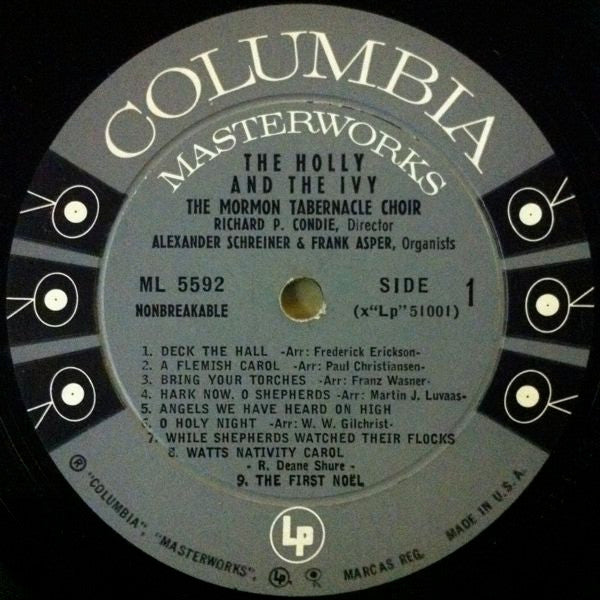 COLUMBIA
MASTERWORKS
THE HOLLY
AND THE IVY
THE MORMON TABERNACLE CHOIR
RICHARD P. CONDIE, Director
ALEXANDER SCHREINER & FRANK ASPER, Organists
ML 5592
SIDE 1
NONBREAKABLE
(x"Lp"51001)
1. DECK THE HALL -Arr: Frederick Erickson-
2. A FLEMISH CAROL -Arr: Paul Christiansen-
3. BRING YOUR TORCHES -Arr: Franz Wasner-
4. HARK NOW, O SHEPHERDS -Arr: Martin J. Luvaas-
5. ANGELS WE HAVE HEARD ON HIGH
6. O HOLY NIGHT -Arr: W. W. Gilchrist-
7. WHILE SHEPHERDS WATCHED THEIR FLOCKS
8. WATTS NATIVITY CAROL
- R. Deane Shure -
9. THE FIRST NOËL
Lp
® "COLUMBIA", "MASTERWORKS", Lp MARCAS REG. MADE IN U.S.A.